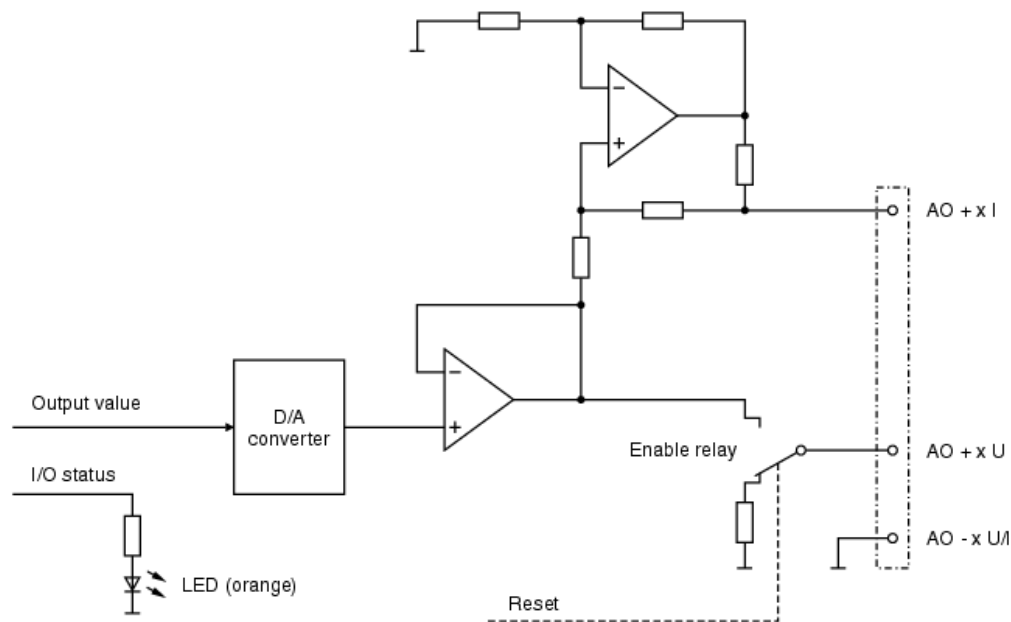 AO + x I
Output value
D/A
converter
Enable relay
AO + x U
I/O status
AO - x U/I
LED (orange)
Reset